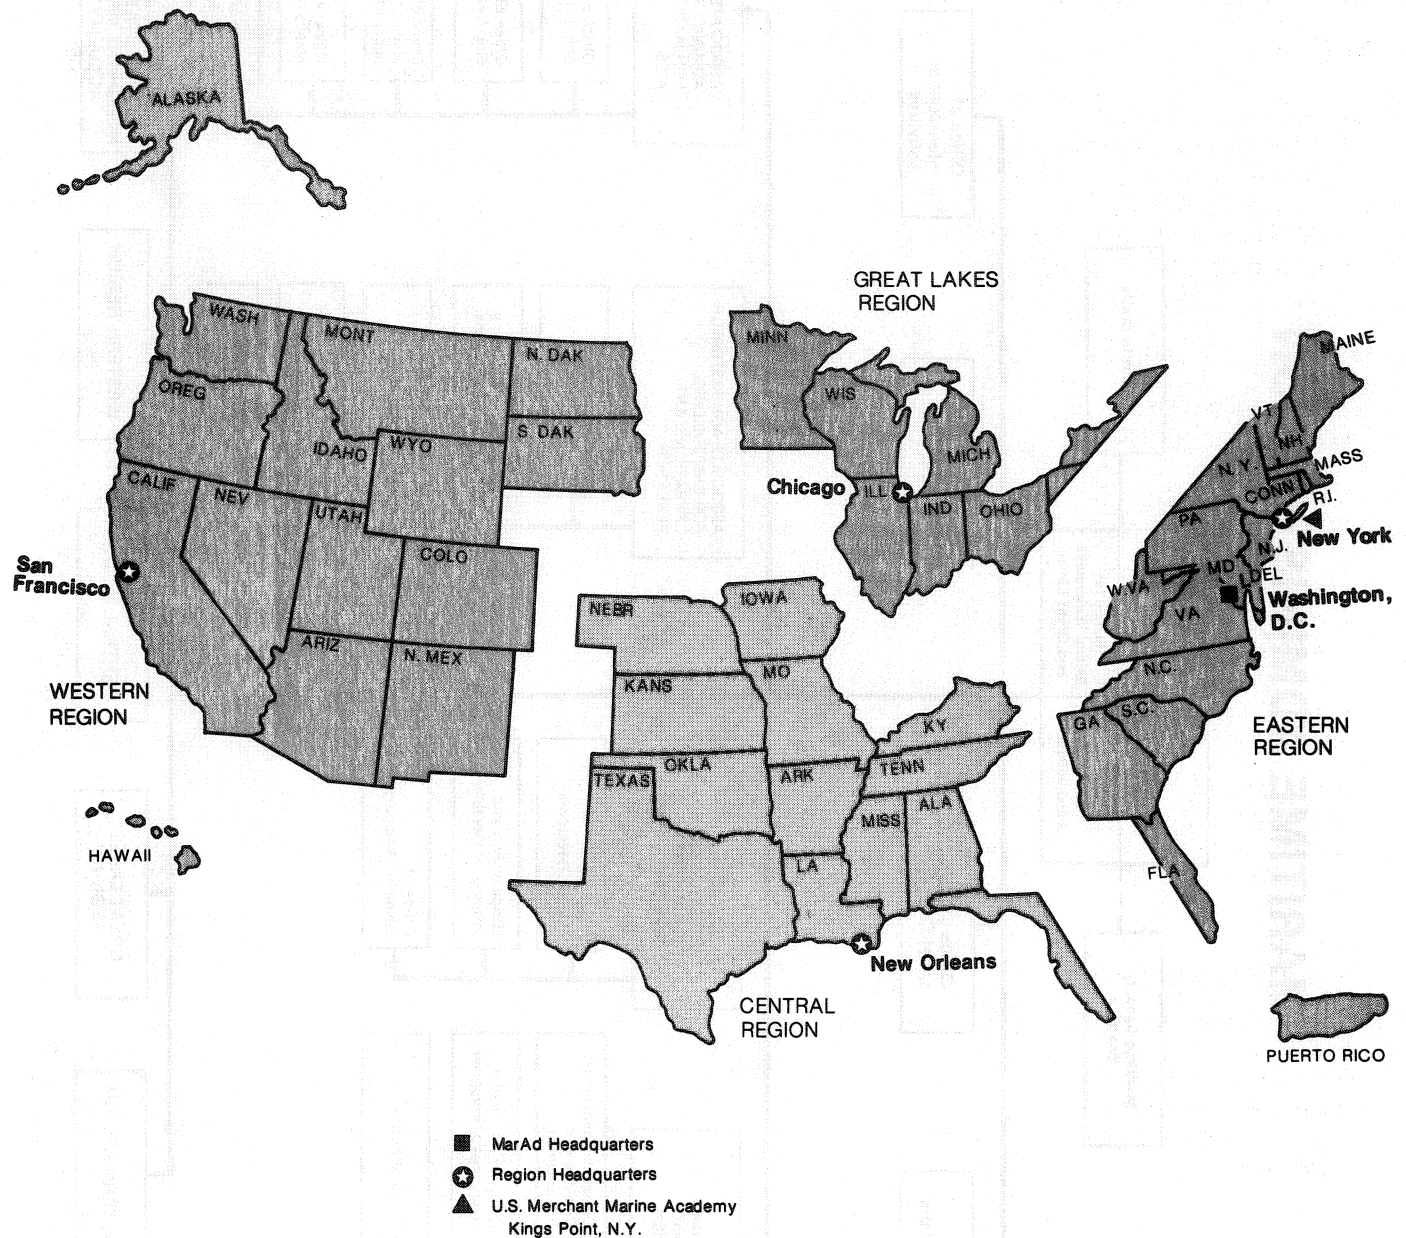 ALASKA
GREAT LAKES
REGION
WASH
MONT
N. DAK
MINN
MAINE
OREG
S. DAK
WIS
VT.
NH
IDAHO
WYO
MICH
N.Y.
MASS
CALIF
NEV
UTAH
Chicago
ILL
IND
OHIO
CONN
R.I.
PA
New York
COLO
N.J.
San
Francisco
MD
DEL
W.VA
Washington,
D.C.
NEBR
IOWA
VA
ARIZ
N. MEX
KANS
MO
N.C.
WESTERN
REGION
KY
GA
S.C.
EASTERN
REGION
OKLA
TEXAS
ARK
TENN
ALA
MISS
HAWAII
LA
FLA
New Orleans
CENTRAL
REGION
PUERTO RICO
MarAd Headquarters
Region Headquarters
U.S. Merchant Marine Academy
Kings Point, N.Y.